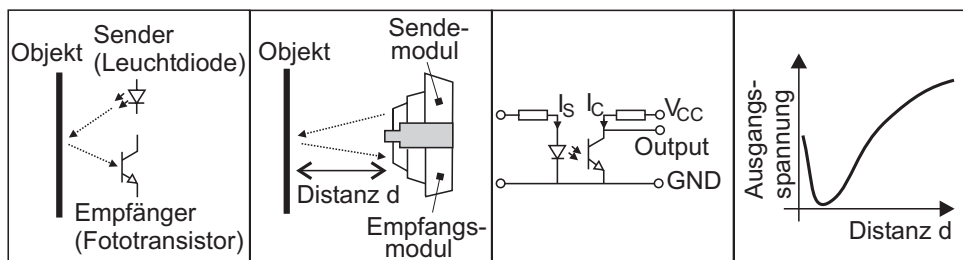 Objekt
Sender
(Leuchtdiode)
Empfänger
(Fototransistor)
Objekt
Sende-
modul
Distanz d
Empfangs-
modul
I_S
I_C
V_CC
Output
GND
Ausgangs-
spannung
Distanz d